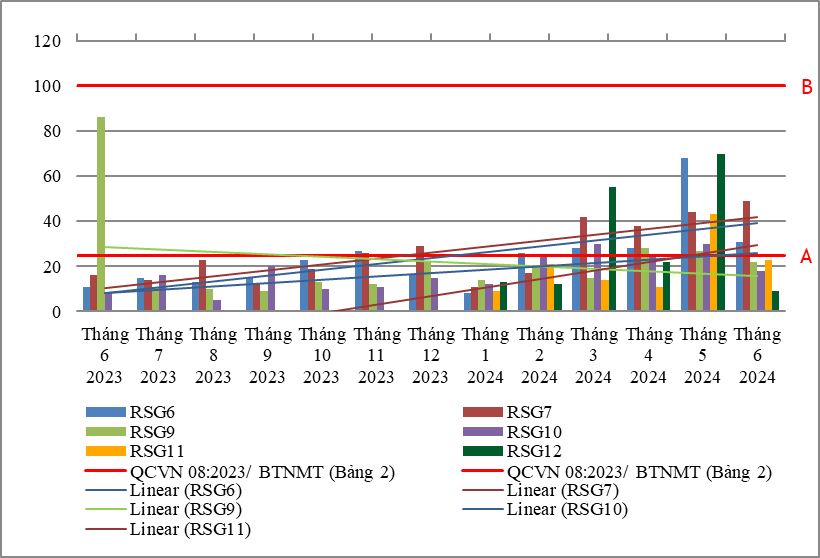 120
100
80
60
40
20
0
B
A
Tháng 6 2023
Tháng 7 2023
Tháng 8 2023
Tháng 9 2023
Tháng 10 2023
Tháng 11 2023
Tháng 12 2023
Tháng 1 2024
Tháng 2 2024
Tháng 3 2024
Tháng 4 2024
Tháng 5 2024
Tháng 6 2024
RSG6
RSG7
RSG9
RSG10
RSG11
RSG12
QCVN 08:2023/ BTNMT (Bảng 2)
QCVN 08:2023/ BTNMT (Bảng 2)
Linear (RSG6)
Linear (RSG7)
Linear (RSG9)
Linear (RSG10)
Linear (RSG11)